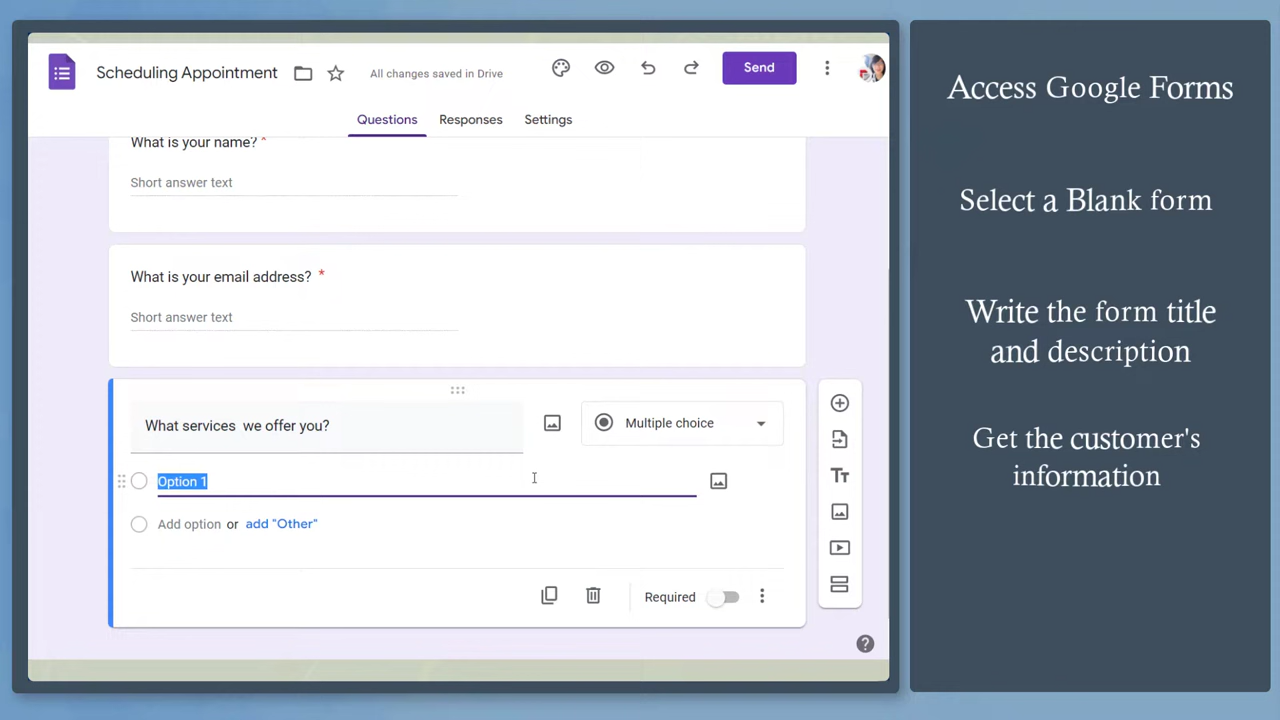 Scheduling Appointment
All changes saved in Drive
Send
Questions
Responses
Settings
What is your name? *
Short answer text
What is your email address? *
Short answer text
What services  we offer you?
Multiple choice
Option 1
Add option or add "Other"
Required
Access Google Forms
Select a Blank form
Write the form title
and description
Get the customer's
information